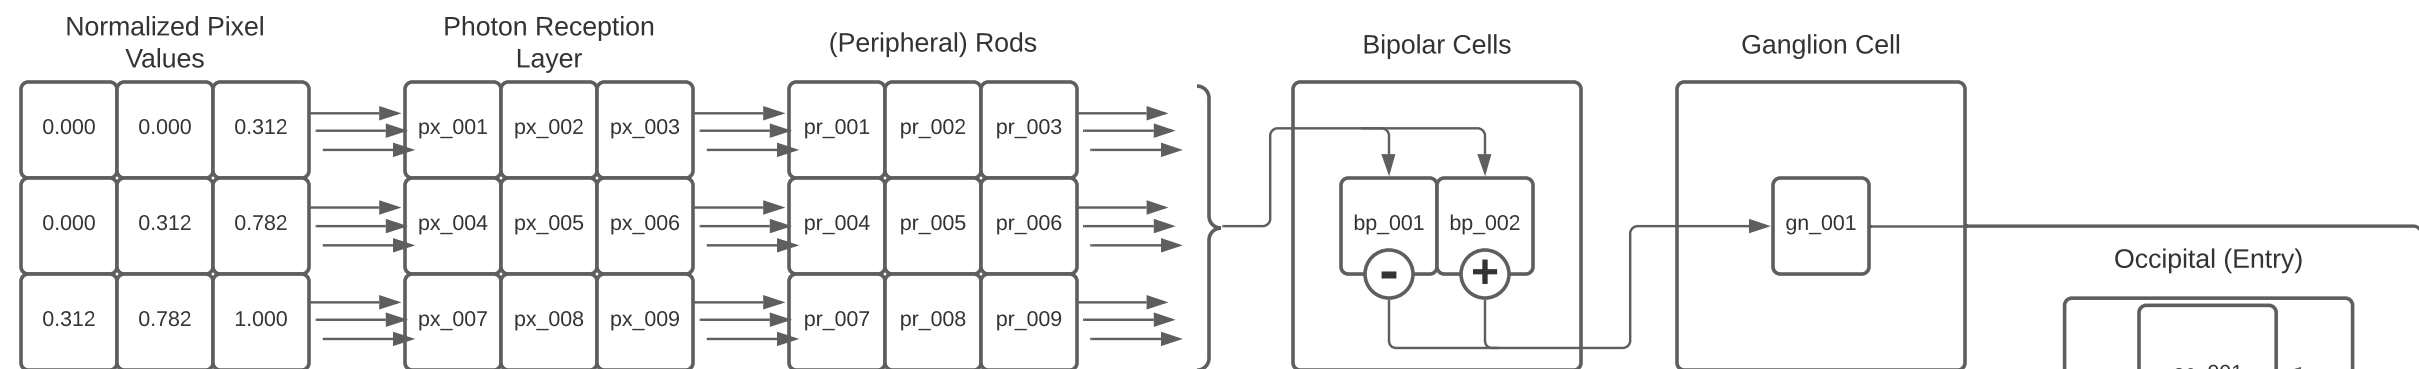 Normalized Pixel
Values
Photon Reception
Layer
(Peripheral) Rods
Bipolar Cells
Ganglion Cell
0.000 0.000 0.312
px_001 px_002 px_003
pr_001 pr_002 pr_003
0.000 0.312 0.782
px_004 px_005 px_006
pr_004 pr_005 pr_006
bp_001 bp_002
gn_001
- +
Occipital (Entry)
0.312 0.782 1.000
px_007 px_008 px_009
pr_007 pr_008 pr_009